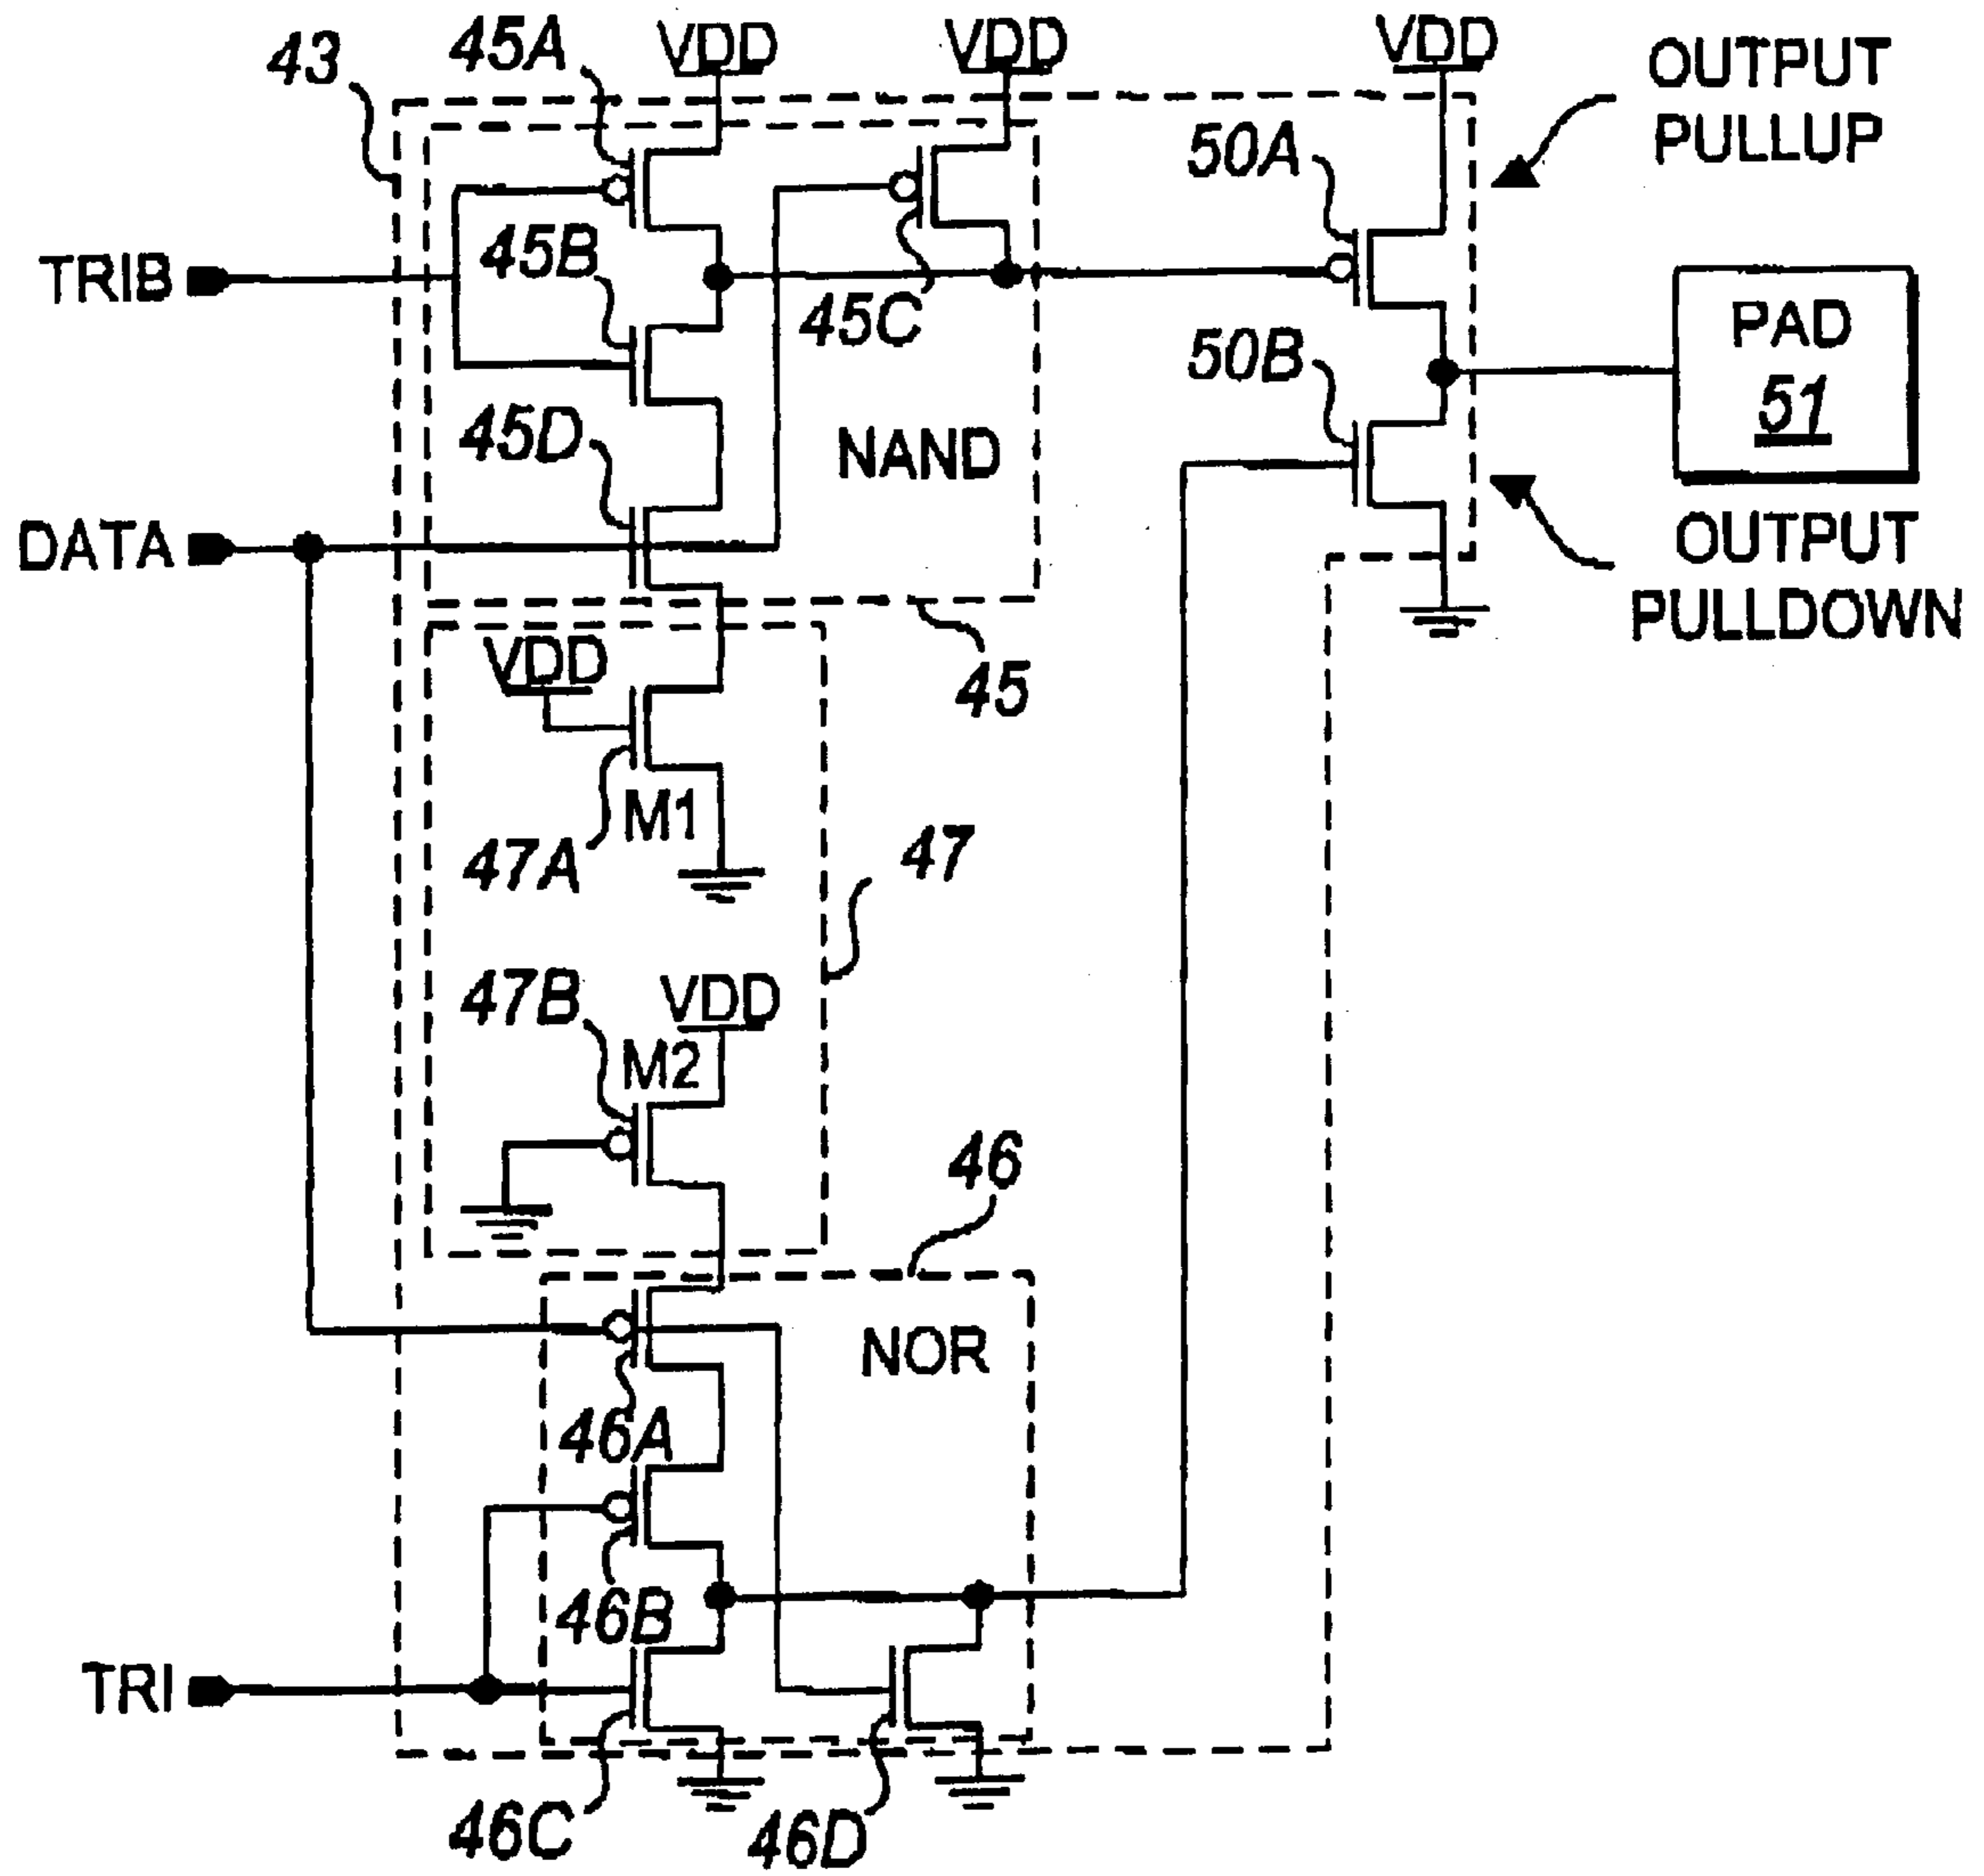 43
45A
VDD
VDD
VDD
OUTPUT
PULLUP
50A
TRIB
45B
45C
PAD
51
50B
45D
NAND
DATA
OUTPUT
PULLDOWN
VDD
45
M1
47A
47
47B
VDD
M2
46
NOR
46A
46B
TRI
46C
46D